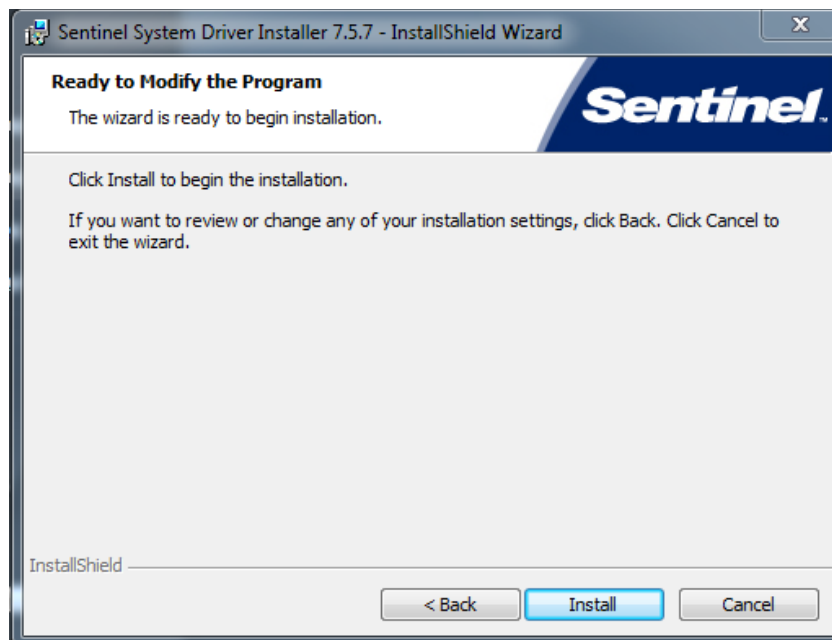 Sentinel System Driver Installer 7.5.7 - InstallShield Wizard
Ready to Modify the Program
The wizard is ready to begin installation.
Sentinel™
Click Install to begin the installation.
If you want to review or change any of your installation settings, click Back. Click Cancel to
exit the wizard.
InstallShield
< Back
Install
Cancel